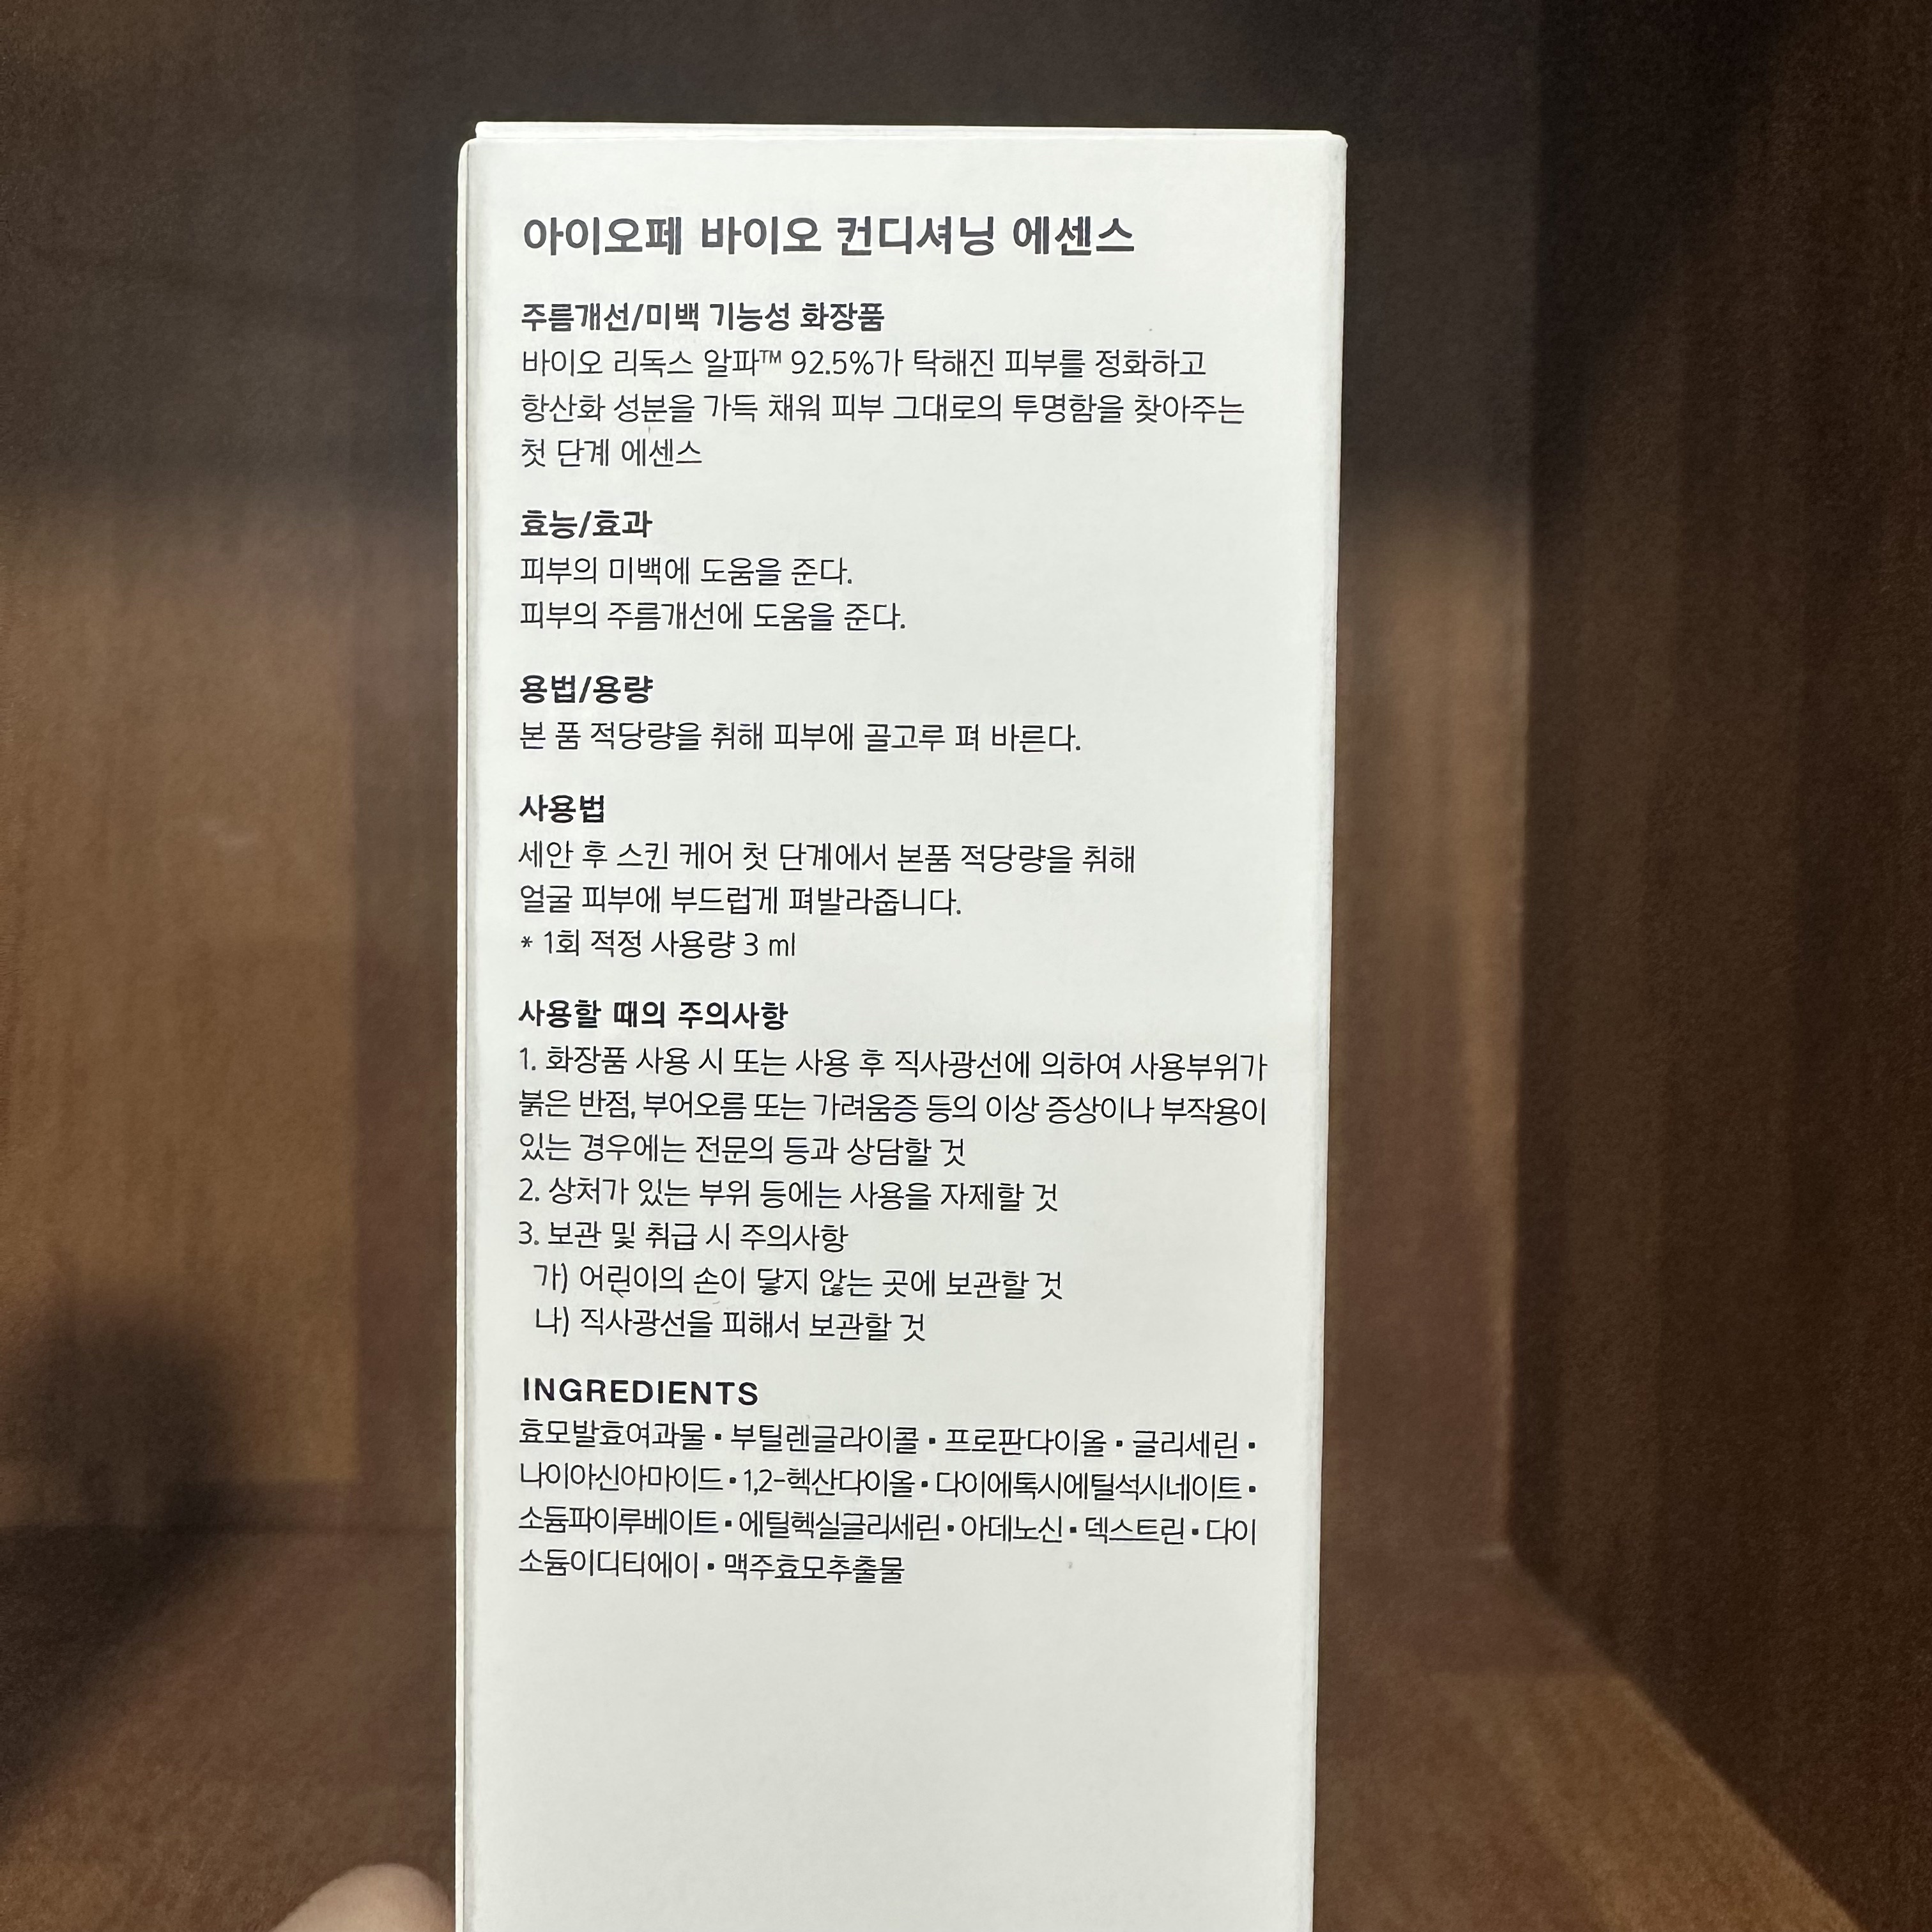 아이오페 바이오 컨디셔닝 에센스
주름개선/미백 기능성 화장품
바이오 리독스 알파™ 92.5%가 탁해진 피부를 정화하고
항산화 성분을 가득 채워 피부 그대로의 투명함을 찾아주는
첫 단계 에센스
효능/효과
피부의 미백에 도움을 준다.
피부의 주름개선에 도움을 준다.
용법/용량
본 품 적당량을 취해 피부에 골고루 펴 바른다.
사용법
세안 후 스킨 케어 첫 단계에서 본품 적당량을 취해
얼굴 피부에 부드럽게 펴발라줍니다.
* 1회 적정 사용량 3 ml
사용할 때의 주의사항
1. 화장품 사용 시 또는 사용 후 직사광선에 의하여 사용부위가
붉은 반점, 부어오름 또는 가려움증 등의 이상 증상이나 부작용이
있는 경우에는 전문의 등과 상담할 것
2. 상처가 있는 부위 등에는 사용을 자제할 것
3. 보관 및 취급 시 주의사항
가) 어린이의 손이 닿지 않는 곳에 보관할 것
나) 직사광선을 피해서 보관할 것
INGREDIENTS
효모발효여과물 ▪ 부틸렌글라이콜 ▪ 프로판다이올 ▪ 글리세린 ▪
나이아신아마이드 ▪ 1,2-헥산다이올 ▪ 다이에톡시에틸석시네이트 ▪
소듐파이루베이트 ▪ 에틸헥실글리세린 ▪ 아데노신 ▪ 덱스트린 ▪ 다이
소듐이디티에이 ▪ 맥주효모추출물